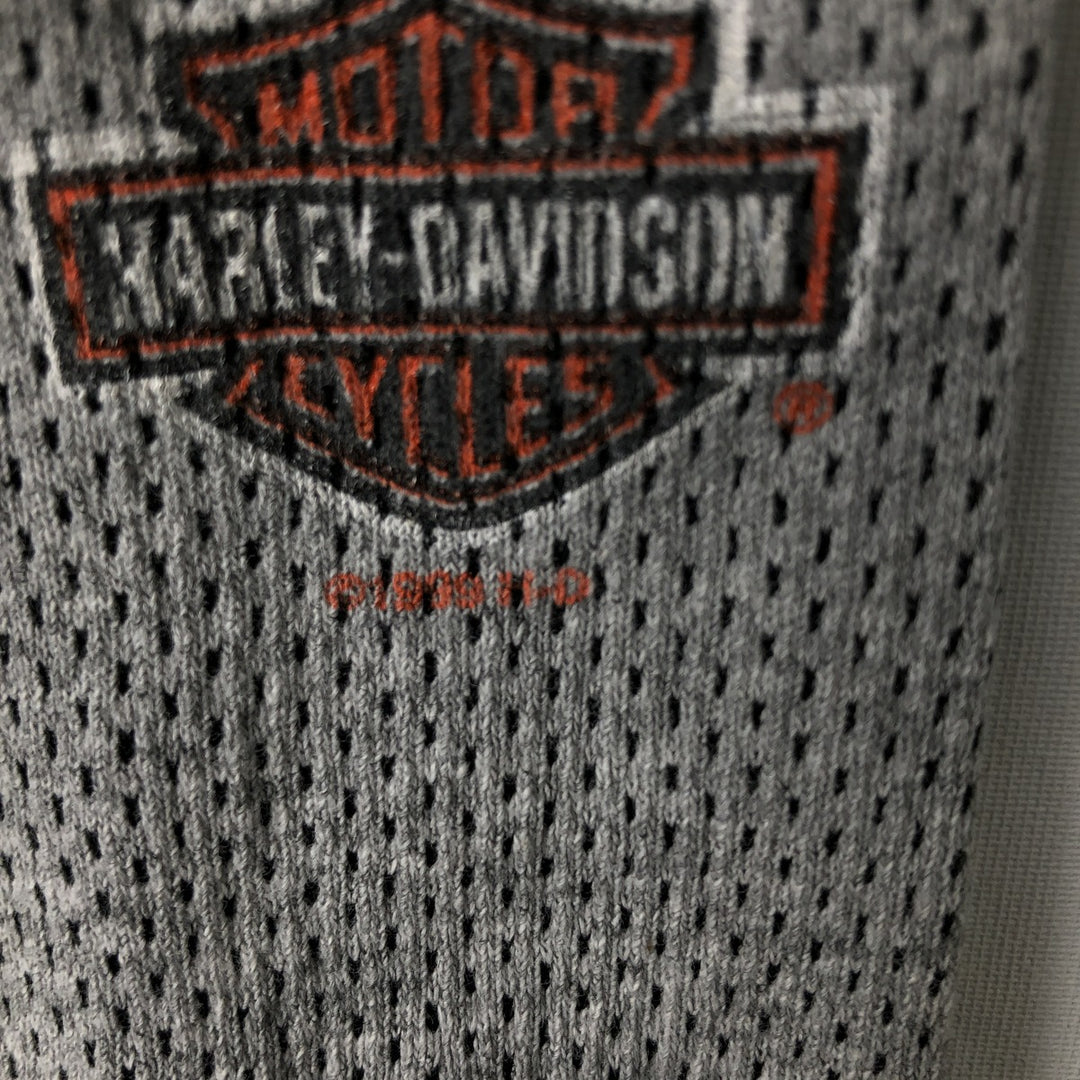 MOTOR
HARLEY-DAVIDSON
CYCLES
®
©1999 H-D